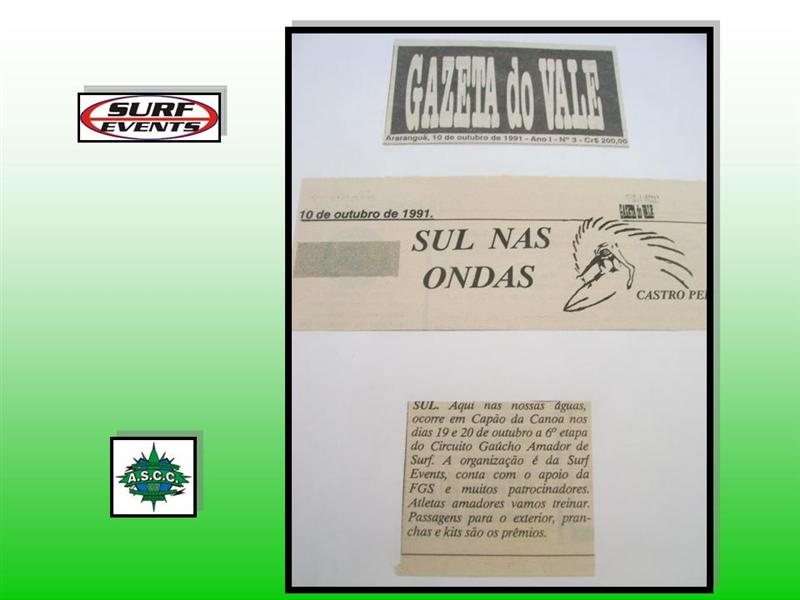 SURF
EVENTS
A.S.C.C.
GAZETA do VALE
Araranguá, 10 de outubro de 1991 - Ano I - Nº 3 - Cr$ 200,00
10 de outubro de 1991.
GAZETA do VALE
SUL NAS
ONDAS
CASTRO PE
SUL. Aqui nas nossas águas,
ocorre em Capão da Canoa nos
dias 19 e 20 de outubro a 6ª etapa
do Circuito Gaúcho Amador de
Surf. A organização é da Surf
Events, conta com o apoio da
FGS e muitos patrocinadores.
Atletas amadores vamos treinar.
Passagens para o exterior, pran-
chas e kits são os prêmios.